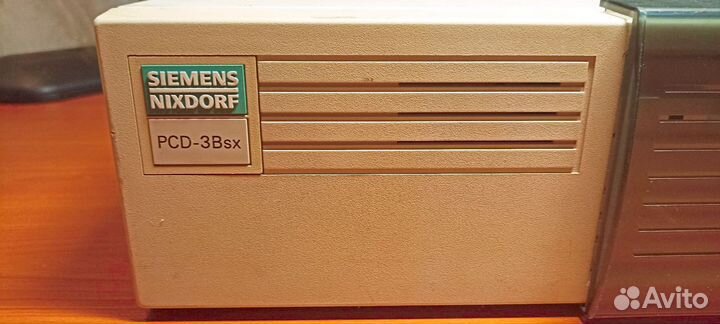 SIEMENS
NIXDORF
PCD-3Bsx
Avito